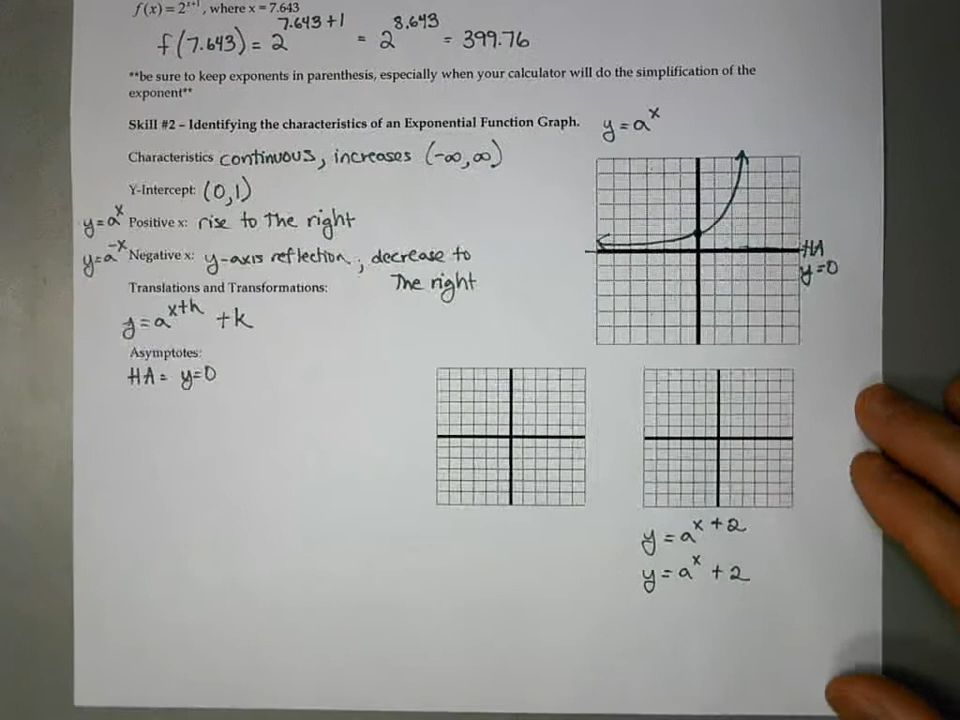 f(x) = 2^{x+1}, where x = 7.643
f(7.643) = 2^{7.643+1} = 2^{8.643} = 399.76
**be sure to keep exponents in parenthesis, especially when your calculator will do the simplification of the
exponent**
Skill #2 – Identifying the characteristics of an Exponential Function Graph. y = a^x
Characteristics continuous, increases (-∞, ∞)
Y-Intercept: (0,1)
y=a^x Positive x: rise to The right
y=a^{-x} Negative x: y-axis reflection; decrease to
The right
HA
y=0
Translations and Transformations:
y = a^{x+h} + k
Asymptotes:
HA = y=0
y = a^{x+2}
y = a^x + 2